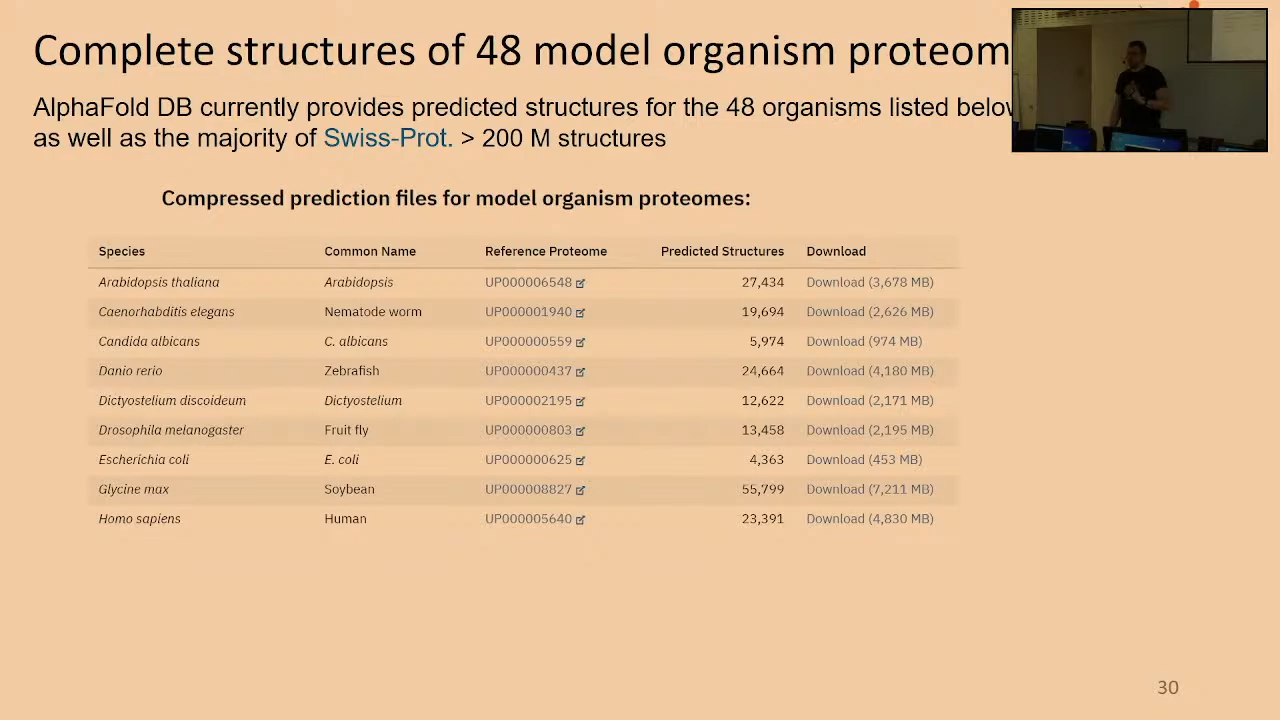 Complete structures of 48 model organism proteom
AlphaFold DB currently provides predicted structures for the 48 organisms listed below
as well as the majority of Swiss-Prot. > 200 M structures
Compressed prediction files for model organism proteomes:
Species Common Name Reference Proteome Predicted Structures Download
Arabidopsis thaliana Arabidopsis UP000006548 27,434 Download (3,678 MB)
Caenorhabditis elegans Nematode worm UP000001940 19,694 Download (2,626 MB)
Candida albicans C. albicans UP000000559 5,974 Download (974 MB)
Danio rerio Zebrafish UP000000437 24,664 Download (4,180 MB)
Dictyostelium discoideum Dictyostelium UP000002195 12,622 Download (2,171 MB)
Drosophila melanogaster Fruit fly UP000000803 13,458 Download (2,195 MB)
Escherichia coli E. coli UP000000625 4,363 Download (453 MB)
Glycine max Soybean UP000008827 55,799 Download (7,211 MB)
Homo sapiens Human UP000005640 23,391 Download (4,830 MB)
30